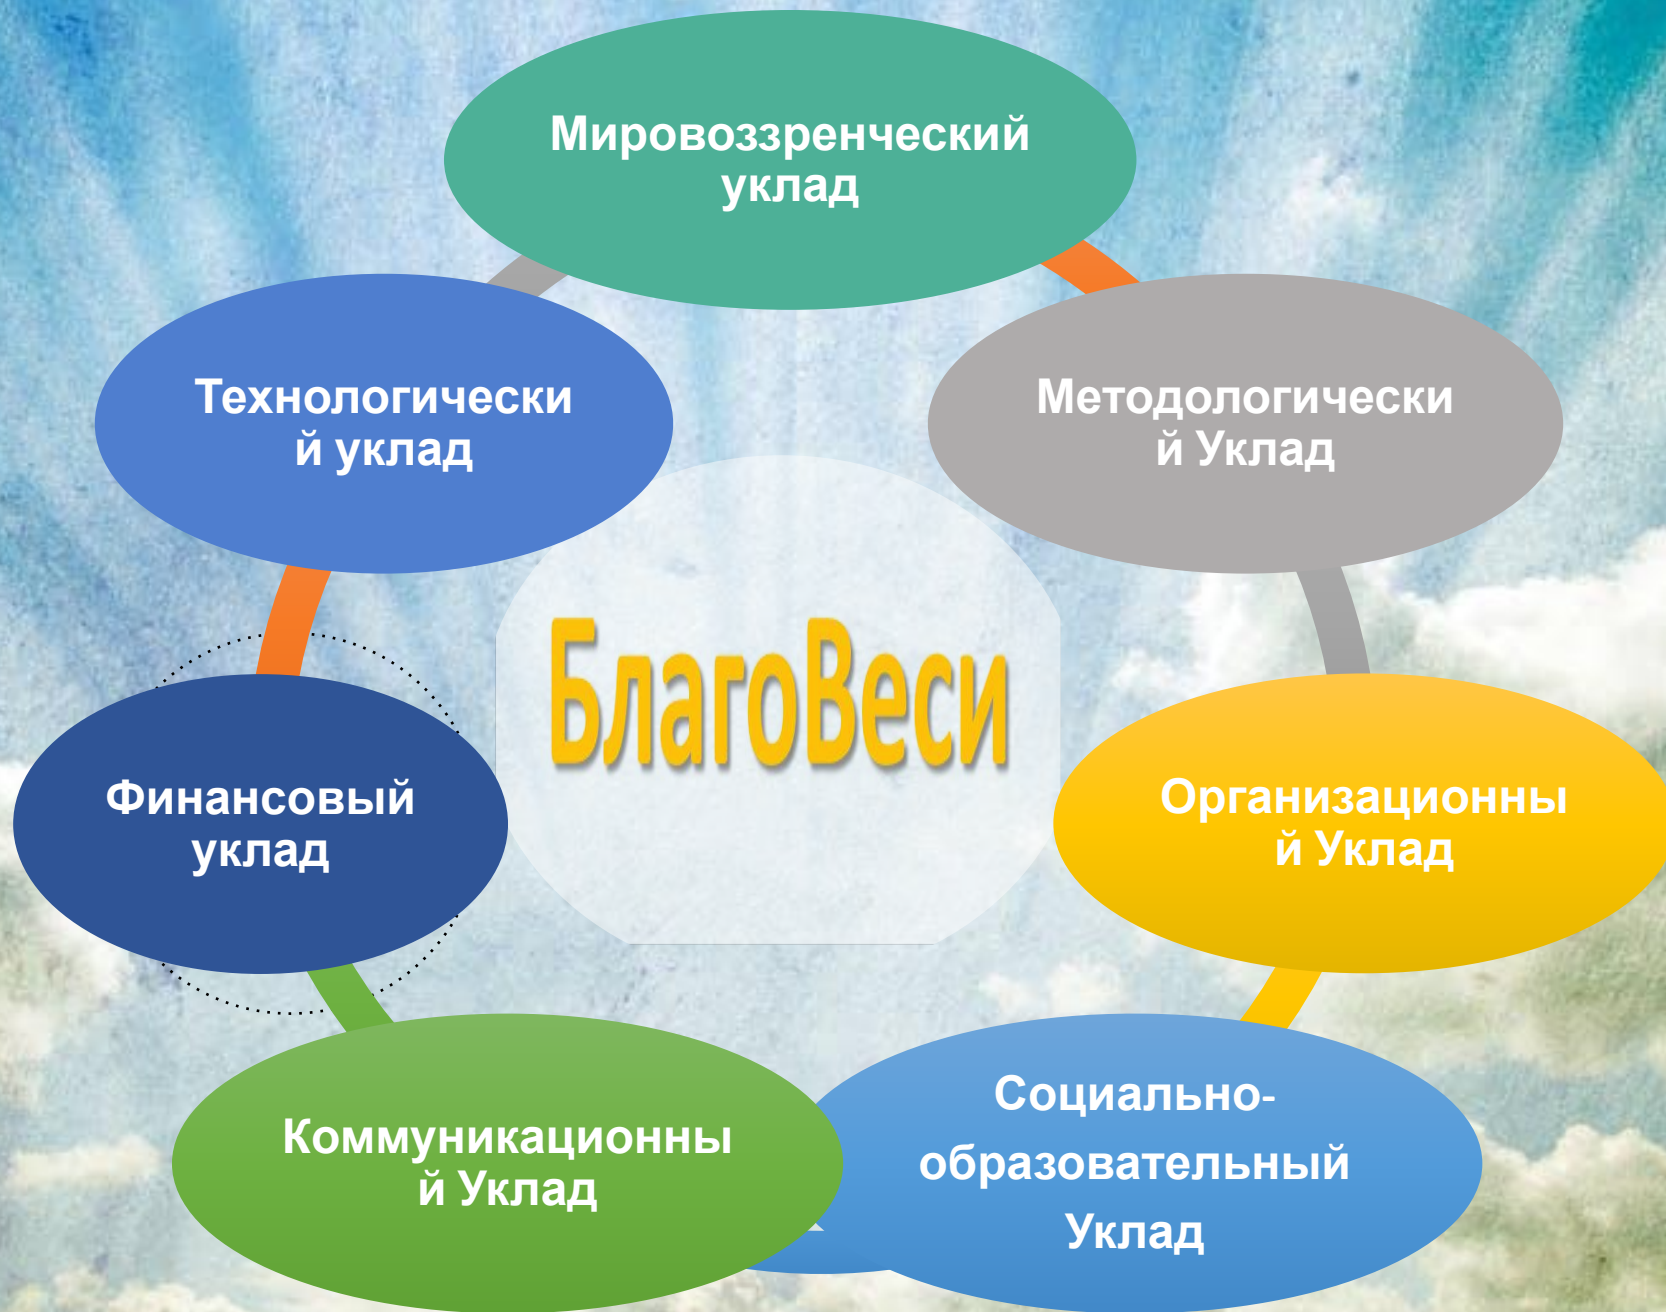 Мировоззренческий
уклад
Технологически
й уклад
Методологически
й Уклад
БлагоВеси
Финансовый
уклад
Организационны
й Уклад
Коммуникационны
й Уклад
Социально-
образовательный
Уклад